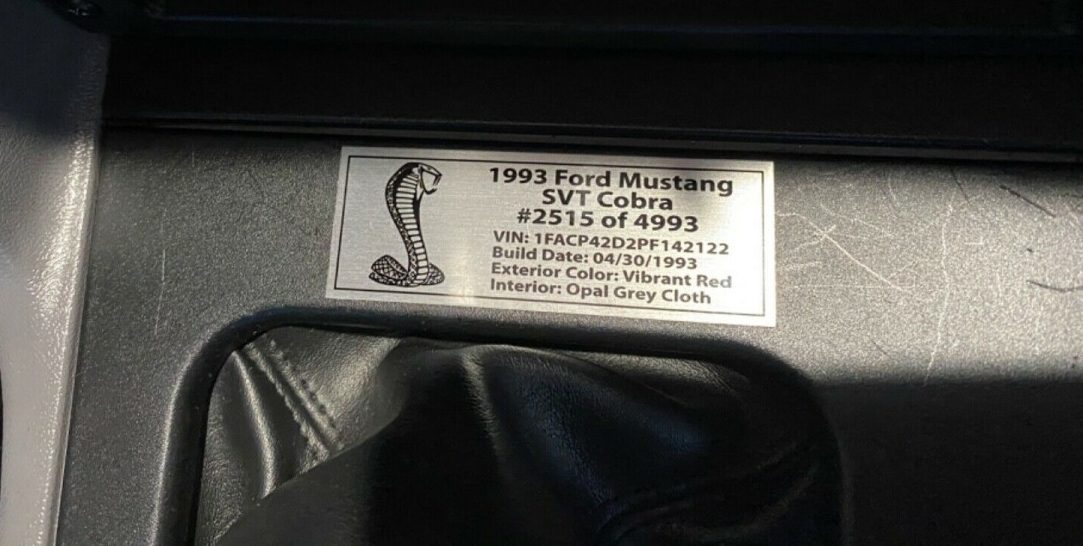 1993 Ford Mustang
SVT Cobra
#2515 of 4993
VIN: 1FACP42D2PF142122
Build Date: 04/30/1993
Exterior Color: Vibrant Red
Interior: Opal Grey Cloth